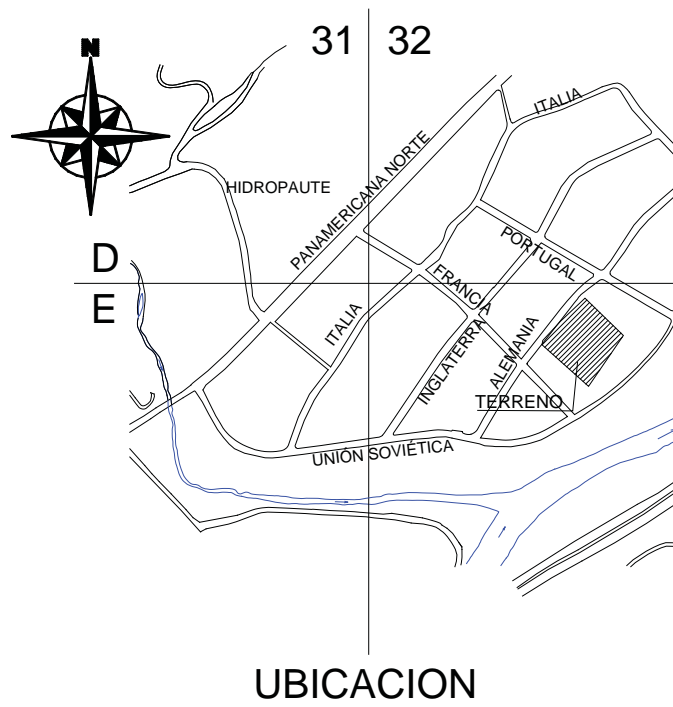 N
31 32
ITALIA
PANAMERICANA NORTE
HIDROPAUTE
D
PORTUGAL
FRANCIA
E
ITALIA
INGLATERRA
ALEMANIA
TERRENO
UNIÓN SOVIÉTICA
UBICACION